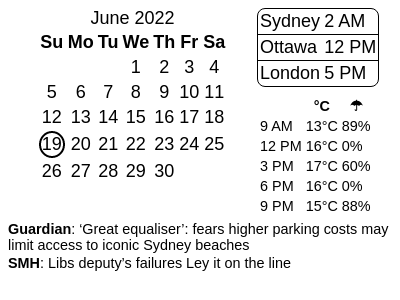 June 2022
Su Mo Tu We Th Fr Sa
1 2 3 4
5 6 7 8 9 10 11
12 13 14 15 16 17 18
19 20 21 22 23 24 25
26 27 28 29 30
Sydney 2 AM
Ottawa 12 PM
London 5 PM
°C ☂
9 AM 13°C 89%
12 PM 16°C 0%
3 PM 17°C 60%
6 PM 16°C 0%
9 PM 15°C 88%
Guardian: ‘Great equaliser’: fears higher parking costs may
limit access to iconic Sydney beaches
SMH: Libs deputy’s failures Ley it on the line